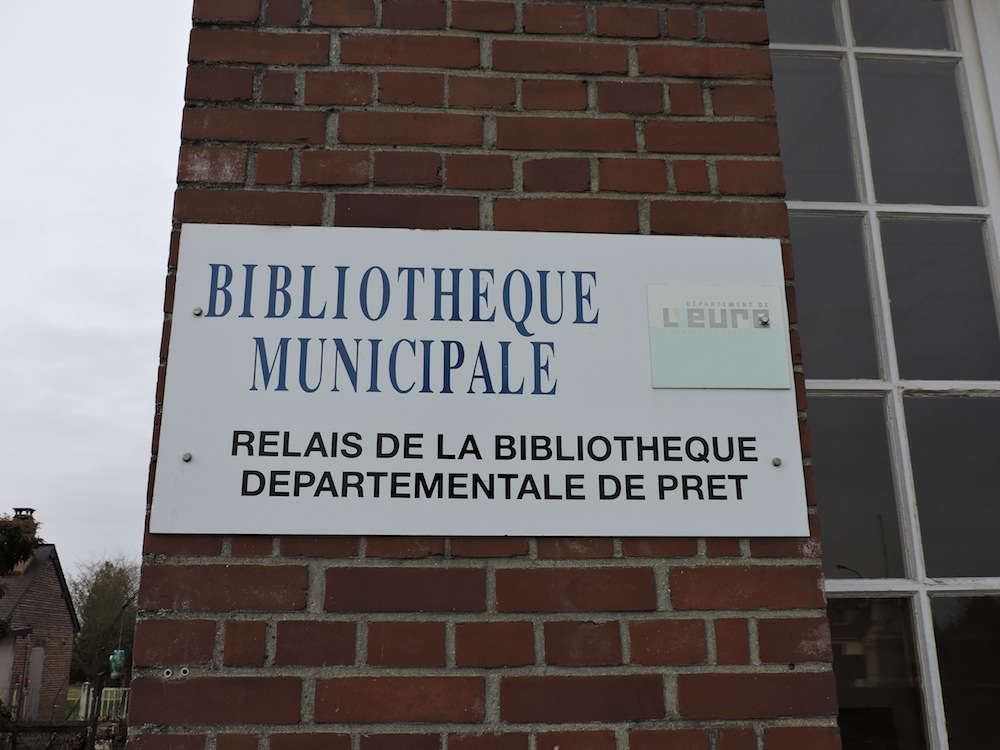 BIBLIOTHEQUE
MUNICIPALE
DÉPARTEMENT DE
L'eure
RELAIS DE LA BIBLIOTHEQUE
DEPARTEMENTALE DE PRET